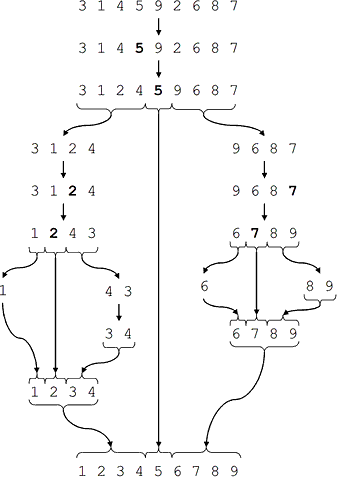 3 1 4 5 9 2 6 8 7
3 1 4 5 9 2 6 8 7
3 1 2 4 5 9 6 8 7
3 1 2 4
9 6 8 7
3 1 2 4
9 6 8 7
1 2 4 3
6 7 8 9
1
4 3
6
8 9
3 4
6 7 8 9
1 2 3 4
1 2 3 4 5 6 7 8 9